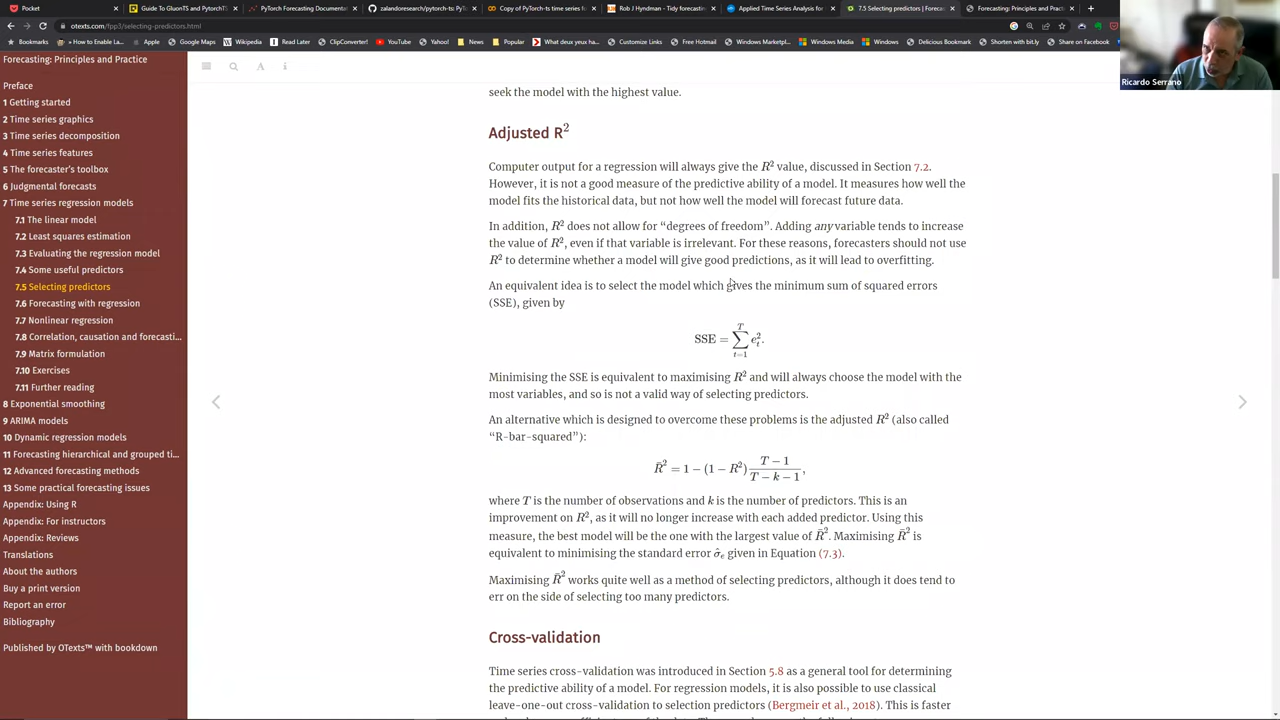 Pocket
Guide To GluonTS and PytorchTS
PyTorch Forecasting Documenta
zalandoresearch/pytorch-ts: PyTo
Copy of PyTorch-Ts time series for
Rob J Hyndman - Tidy forecasting
Applied Time Series Analysis for
7.5 Selecting predictors | Forecas
Forecasting: Principles and Practi
otexts.com/fpp3/selecting-predictors.html
Bookmarks
+ How to Enable La...
Apple
Google Maps
Wikipedia
Read Later
ClipConverter!
YouTube
Yahoo!
News
Popular
What deux yeux ha...
Customize Links
Free Hotmail
Windows Marketpl...
Windows Media
Windows
Delicious Bookmark
Shorten with bit.ly
Share on Facebook
Ricardo Serrano
Forecasting: Principles and Practice
Preface
1 Getting started
2 Time series graphics
3 Time series decomposition
4 Time series features
5 The forecaster's toolbox
6 Judgmental forecasts
7 Time series regression models
7.1 The linear model
7.2 Least squares estimation
7.3 Evaluating the regression model
7.4 Some useful predictors
7.5 Selecting predictors
7.6 Forecasting with regression
7.7 Nonlinear regression
7.8 Correlation, causation and forecasti...
7.9 Matrix formulation
7.10 Exercises
7.11 Further reading
8 Exponential smoothing
9 ARIMA models
10 Dynamic regression models
11 Forecasting hierarchical and grouped ti...
12 Advanced forecasting methods
13 Some practical forecasting issues
Appendix: Using R
Appendix: For instructors
Appendix: Reviews
Translations
About the authors
Buy a print version
Report an error
Bibliography
Published by OTexts™ with bookdown
seek the model with the highest value.
Adjusted R²
Computer output for a regression will always give the R² value, discussed in Section 7.2.
However, it is not a good measure of the predictive ability of a model. It measures how well the
model fits the historical data, but not how well the model will forecast future data.
In addition, R² does not allow for “degrees of freedom”. Adding any variable tends to increase
the value of R², even if that variable is irrelevant. For these reasons, forecasters should not use
R² to determine whether a model will give good predictions, as it will lead to overfitting.
An equivalent idea is to select the model which gives the minimum sum of squared errors
(SSE), given by
SSE = ∑_{t=1}^{T} e_t².
Minimising the SSE is equivalent to maximising R² and will always choose the model with the
most variables, and so is not a valid way of selecting predictors.
An alternative which is designed to overcome these problems is the adjusted R² (also called
“R-bar-squared”):
R̄² = 1 − (1 − R²) (T − 1)/(T − k − 1),
where T is the number of observations and k is the number of predictors. This is an
improvement on R², as it will no longer increase with each added predictor. Using this
measure, the best model will be the one with the largest value of R̄². Maximising R̄² is
equivalent to minimising the standard error σ̂ₑ given in Equation (7.3).
Maximising R̄² works quite well as a method of selecting predictors, although it does tend to
err on the side of selecting too many predictors.
Cross-validation
Time series cross-validation was introduced in Section 5.8 as a general tool for determining
the predictive ability of a model. For regression models, it is also possible to use classical
leave-one-out cross-validation to selection predictors (Bergmeir et al., 2018). This is faster